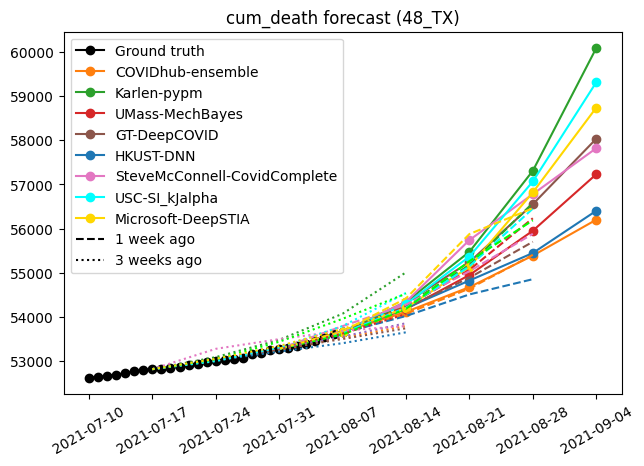 cum_death forecast (48_TX)
60000
59000
58000
57000
56000
55000
54000
53000
Ground truth
COVIDhub-ensemble
Karlen-pypm
UMass-MechBayes
GT-DeepCOVID
HKUST-DNN
SteveMcConnell-CovidComplete
USC-SI_kJalpha
Microsoft-DeepSTIA
1 week ago
3 weeks ago
2021-07-10
2021-07-17
2021-07-24
2021-07-31
2021-08-07
2021-08-14
2021-08-21
2021-08-28
2021-09-04